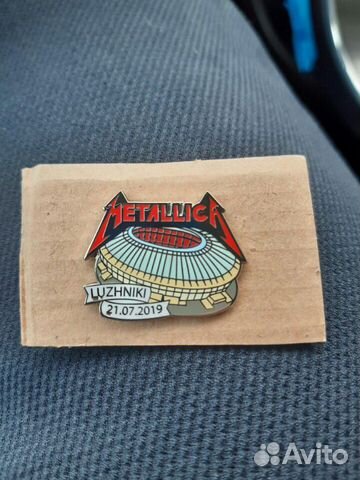 METALLICA
LUZHNIKI
21.07.2019
Avito